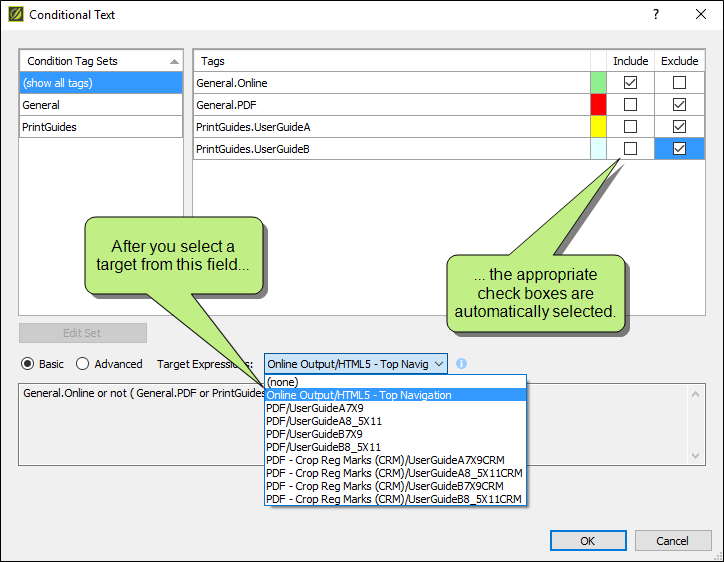 Conditional Text
?
Condition Tag Sets
(show all tags)
General
PrintGuides
Tags
Include
Exclude
General.Online
General.PDF
PrintGuides.UserGuideA
PrintGuides.UserGuideB
After you select a
target from this field...
... the appropriate
check boxes are
automatically selected.
Edit Set
Basic
Advanced
Target Expressions:
Online Output/HTML5 - Top Navig
General.Online or not ( General.PDF or PrintGuides
(none)
Online Output/HTML5 - Top Navigation
PDF/UserGuideA7X9
PDF/UserGuideA8_5X11
PDF/UserGuideB7X9
PDF/UserGuideB8_5X11
PDF - Crop Reg Marks (CRM)/UserGuideA7X9CRM
PDF - Crop Reg Marks (CRM)/UserGuideA8_5X11CRM
PDF - Crop Reg Marks (CRM)/UserGuideB7X9CRM
PDF - Crop Reg Marks (CRM)/UserGuideB8_5X11CRM
OK
Cancel